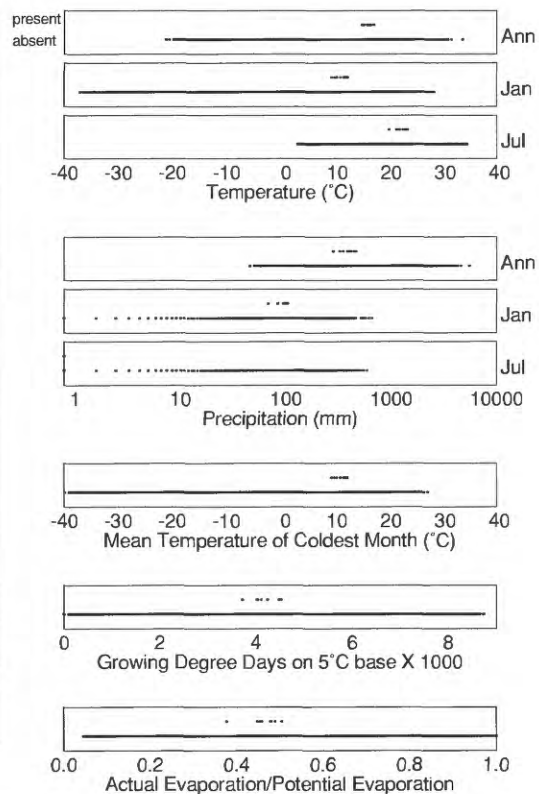 present
absent
Ann
Jan
Jul
-40 -30 -20 -10 0 10 20 30 40
Temperature (°C)
Ann
Jan
Jul
1 10 100 1000 10000
Precipitation (mm)
-40 -30 -20 -10 0 10 20 30 40
Mean Temperature of Coldest Month (°C)
0 2 4 6 8
Growing Degree Days on 5°C base X 1000
0.0 0.2 0.4 0.6 0.8 1.0
Actual Evaporation/Potential Evaporation